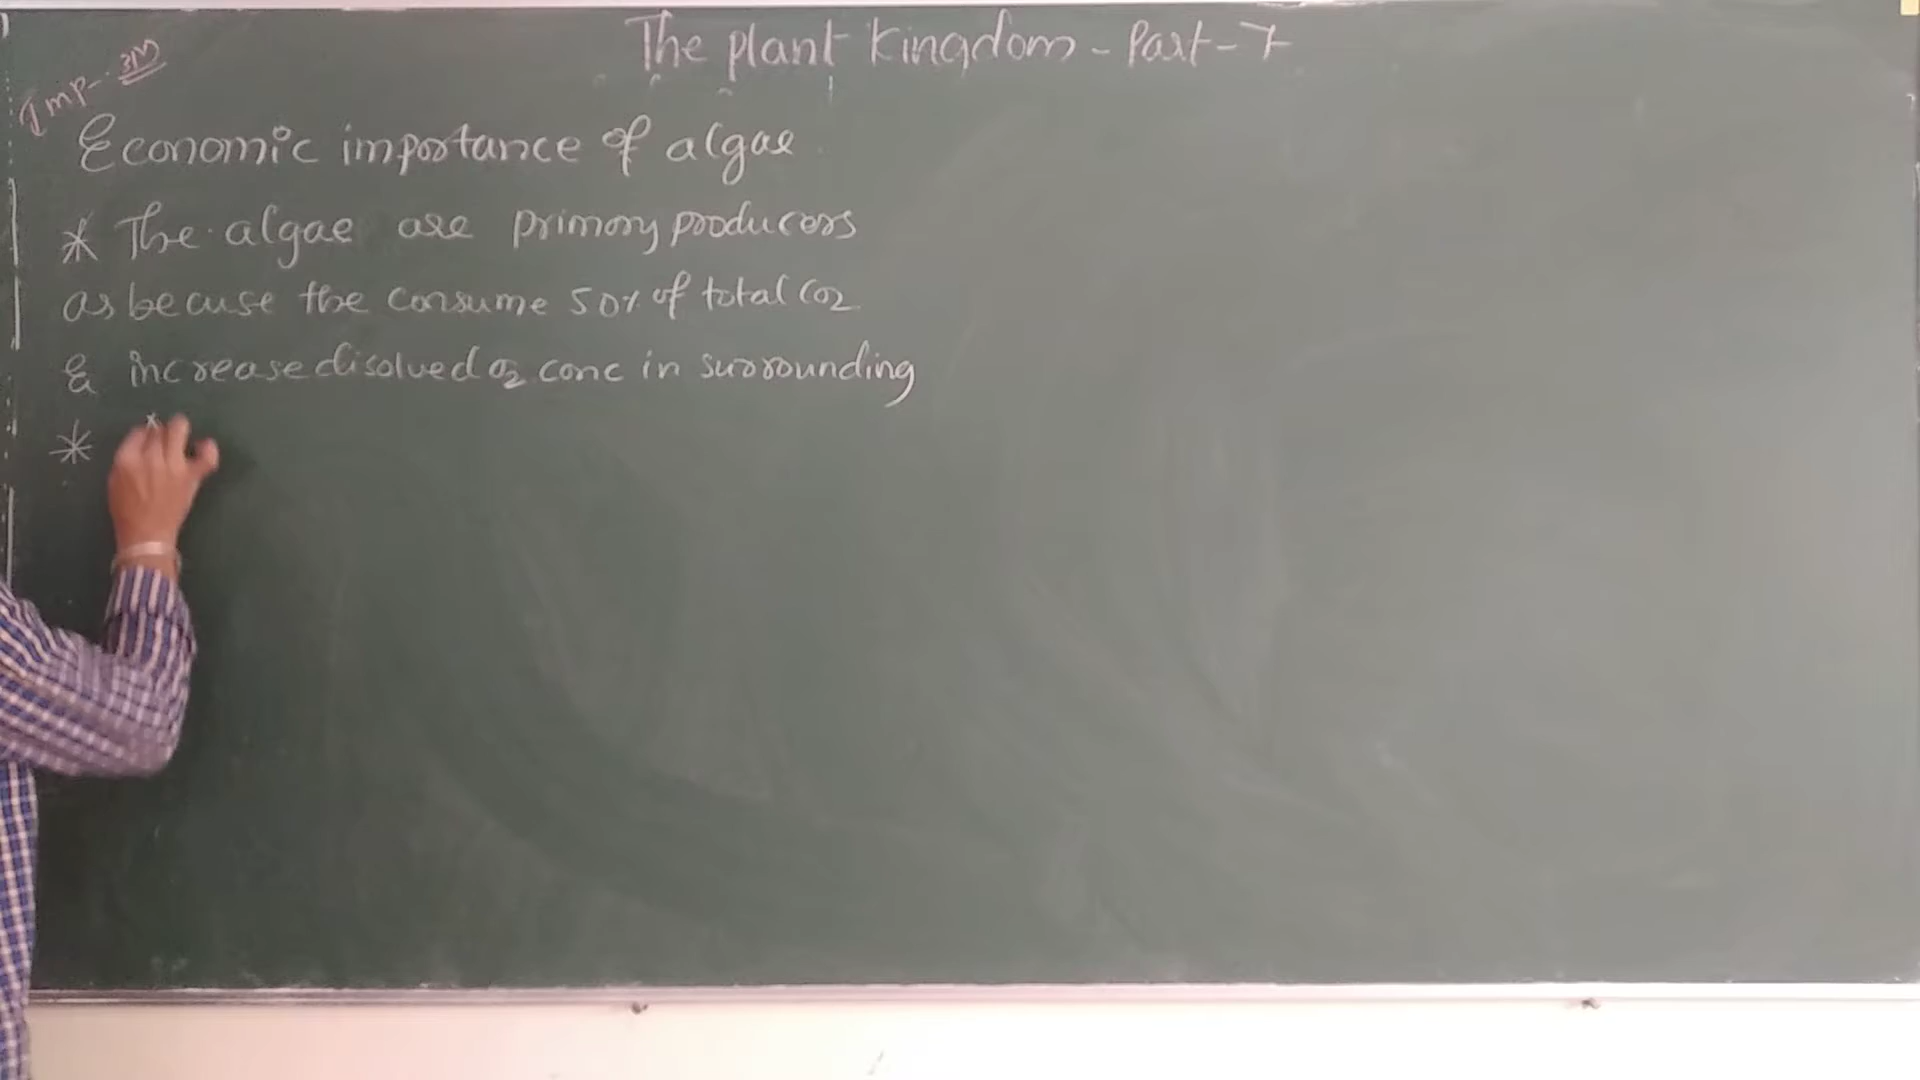 The plant Kingdom - Part - 7
Imp- 3M
Economic importance of algae
* The algae are primary producers
as becuse the consume 50% of total CO2
& increase disolved O2 conc in surrounding
*